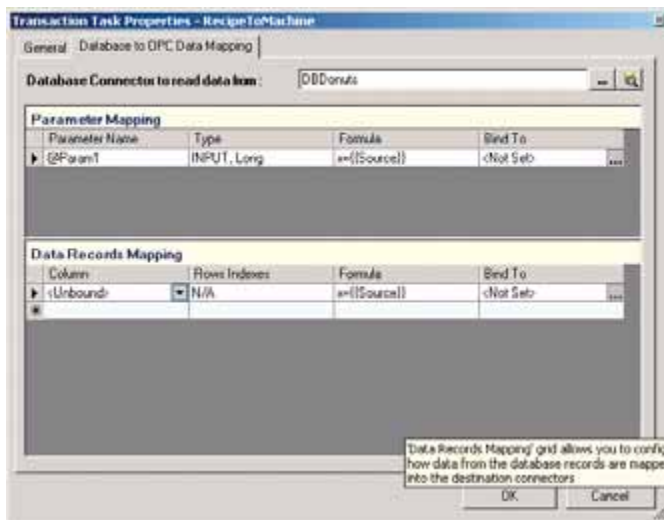 Transaction Task Properties - RecipeToMachine
General Database to OPC Data Mapping
Database Connector to read data from: DBDonuts ...
Parameter Mapping
Parameter Name Type Formula Bind To
@Param1 INPUT, Long x={{Source}} <Not Set> ...
Data Records Mapping
Column Rows Indexes Formula Bind To
<Unbound> N/A x={{Source}} <Not Set> ...
'Data Records Mapping' grid allows you to config
how data from the database records are mappe
into the destination connectors
OK Cancel